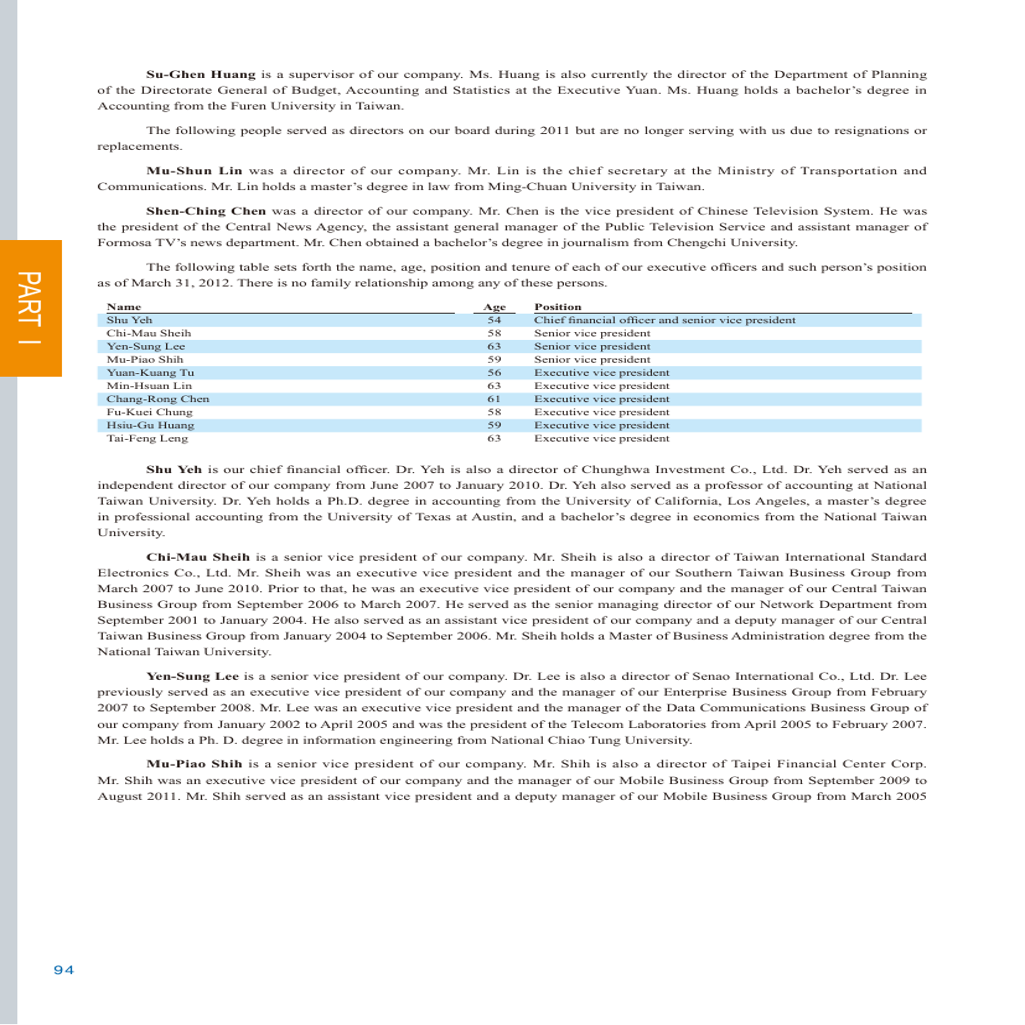 Su-Ghen Huang is a supervisor of our company. Ms. Huang is also currently the director of the Department of Planning
of the Directorate General of Budget, Accounting and Statistics at the Executive Yuan. Ms. Huang holds a bachelor’s degree in
Accounting from the Furen University in Taiwan.
The following people served as directors on our board during 2011 but are no longer serving with us due to resignations or
replacements.
Mu-Shun Lin was a director of our company. Mr. Lin is the chief secretary at the Ministry of Transportation and
Communications. Mr. Lin holds a master’s degree in law from Ming-Chuan University in Taiwan.
Shen-Ching Chen was a director of our company. Mr. Chen is the vice president of Chinese Television System. He was
the president of the Central News Agency, the assistant general manager of the Public Television Service and assistant manager of
Formosa TV’s news department. Mr. Chen obtained a bachelor’s degree in journalism from Chengchi University.
PART I
The following table sets forth the name, age, position and tenure of each of our executive officers and such person’s position
as of March 31, 2012. There is no family relationship among any of these persons.
Name Age Position
Shu Yeh 54 Chief financial officer and senior vice president
Chi-Mau Sheih 58 Senior vice president
Yen-Sung Lee 63 Senior vice president
Mu-Piao Shih 59 Senior vice president
Yuan-Kuang Tu 56 Executive vice president
Min-Hsuan Lin 63 Executive vice president
Chang-Rong Chen 61 Executive vice president
Fu-Kuei Chung 58 Executive vice president
Hsiu-Gu Huang 59 Executive vice president
Tai-Feng Leng 63 Executive vice president
Shu Yeh is our chief financial officer. Dr. Yeh is also a director of Chunghwa Investment Co., Ltd. Dr. Yeh served as an
independent director of our company from June 2007 to January 2010. Dr. Yeh also served as a professor of accounting at National
Taiwan University. Dr. Yeh holds a Ph.D. degree in accounting from the University of California, Los Angeles, a master’s degree
in professional accounting from the University of Texas at Austin, and a bachelor’s degree in economics from the National Taiwan
University.
Chi-Mau Sheih is a senior vice president of our company. Mr. Sheih is also a director of Taiwan International Standard
Electronics Co., Ltd. Mr. Sheih was an executive vice president and the manager of our Southern Taiwan Business Group from
March 2007 to June 2010. Prior to that, he was an executive vice president of our company and the manager of our Central Taiwan
Business Group from September 2006 to March 2007. He served as the senior managing director of our Network Department from
September 2001 to January 2004. He also served as an assistant vice president of our company and a deputy manager of our Central
Taiwan Business Group from January 2004 to September 2006. Mr. Sheih holds a Master of Business Administration degree from the
National Taiwan University.
Yen-Sung Lee is a senior vice president of our company. Dr. Lee is also a director of Senao International Co., Ltd. Dr. Lee
previously served as an executive vice president of our company and the manager of our Enterprise Business Group from February
2007 to September 2008. Mr. Lee was an executive vice president and the manager of the Data Communications Business Group of
our company from January 2002 to April 2005 and was the president of the Telecom Laboratories from April 2005 to February 2007.
Mr. Lee holds a Ph. D. degree in information engineering from National Chiao Tung University.
Mu-Piao Shih is a senior vice president of our company. Mr. Shih is also a director of Taipei Financial Center Corp.
Mr. Shih was an executive vice president of our company and the manager of our Mobile Business Group from September 2009 to
August 2011. Mr. Shih served as an assistant vice president and a deputy manager of our Mobile Business Group from March 2005
94